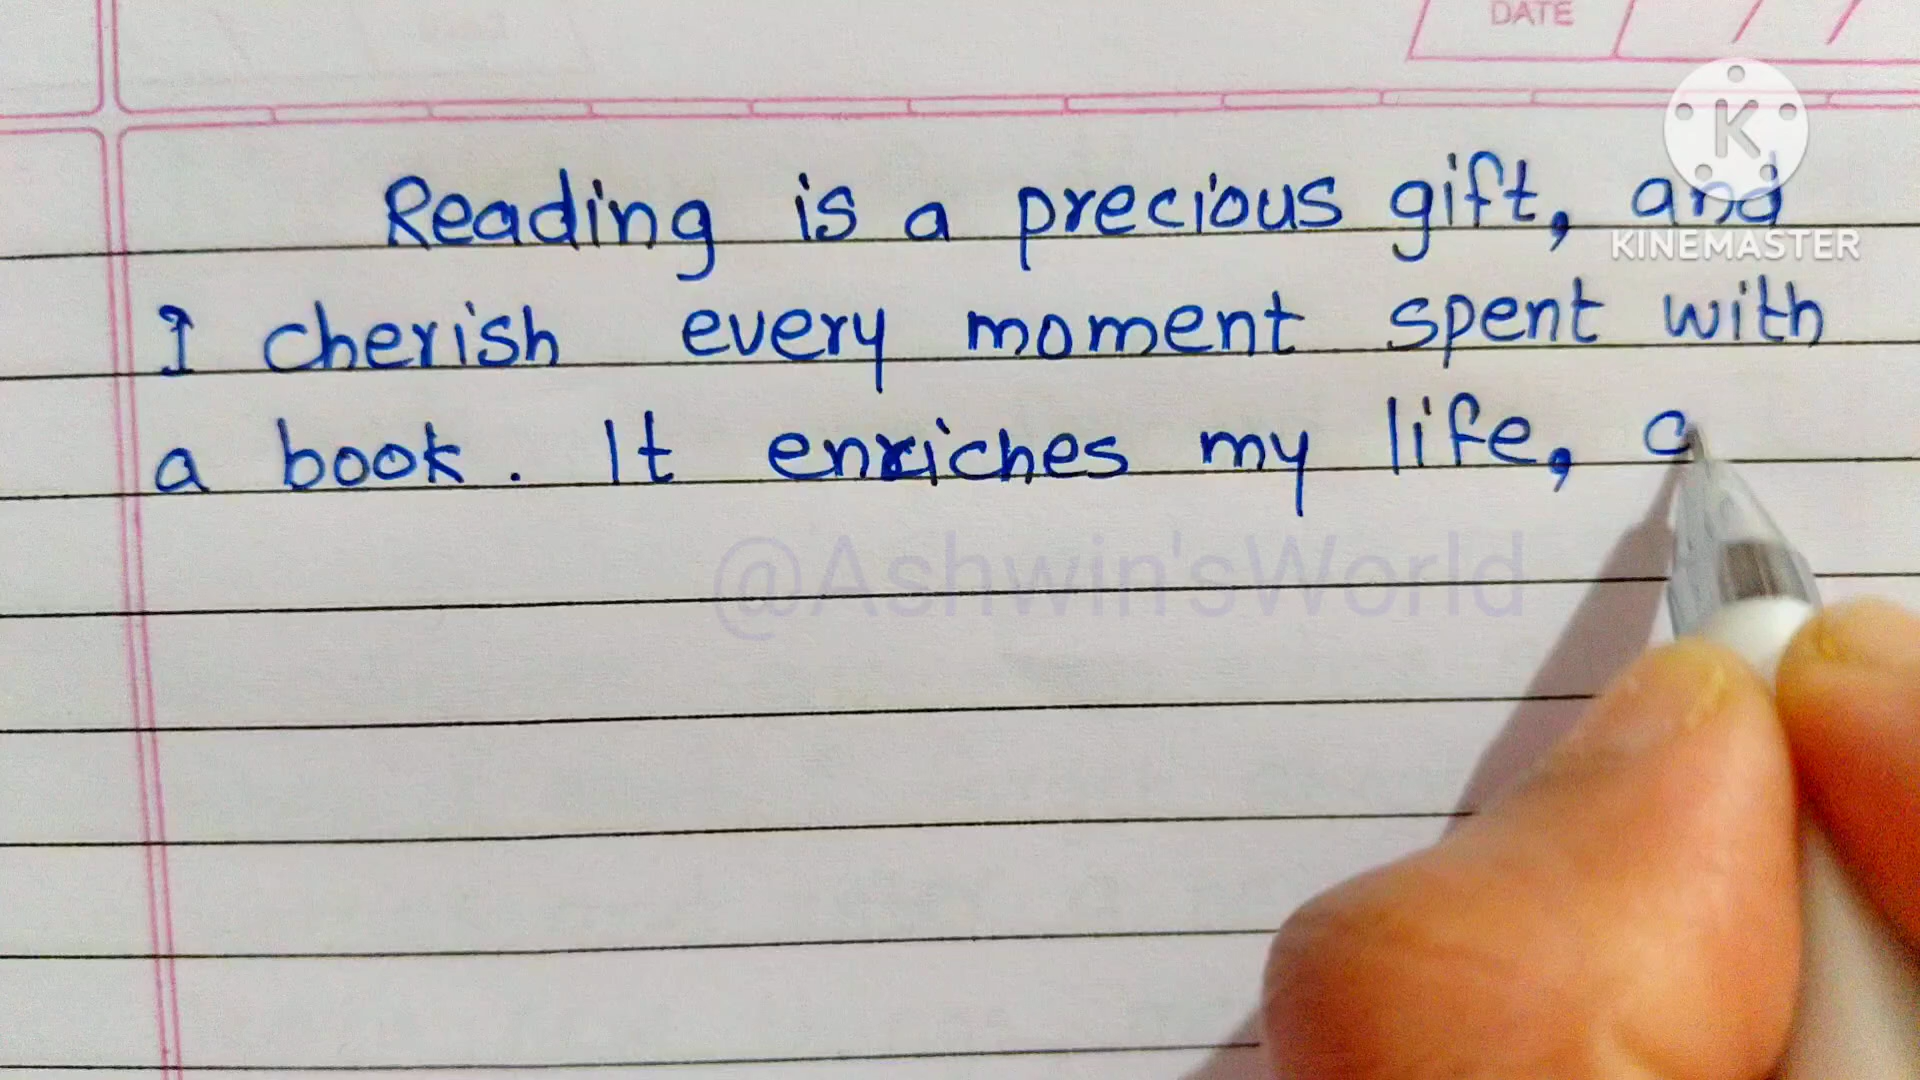 DATE / /
Reading is a precious gift, and
KINEMASTER
I cherish every moment spent with
a book. It enriches my life, a
@Ashwin'sWorld